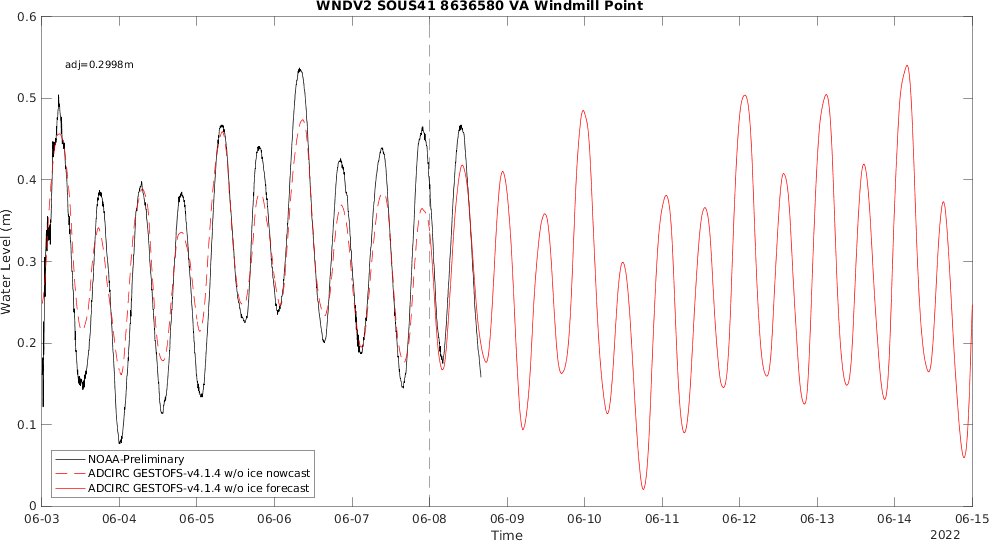 WNDV2 SOUS41 8636580 VA Windmill Point
adj=0.2998m
Water Level (m)
0.6
0.5
0.4
0.3
0.2
0.1
0
NOAA-Preliminary
ADCIRC GESTOFS-v4.1.4 w/o ice nowcast
ADCIRC GESTOFS-v4.1.4 w/o ice forecast
06-03 06-04 06-05 06-06 06-07 06-08 06-09 06-10 06-11 06-12 06-13 06-14 06-15
Time
2022